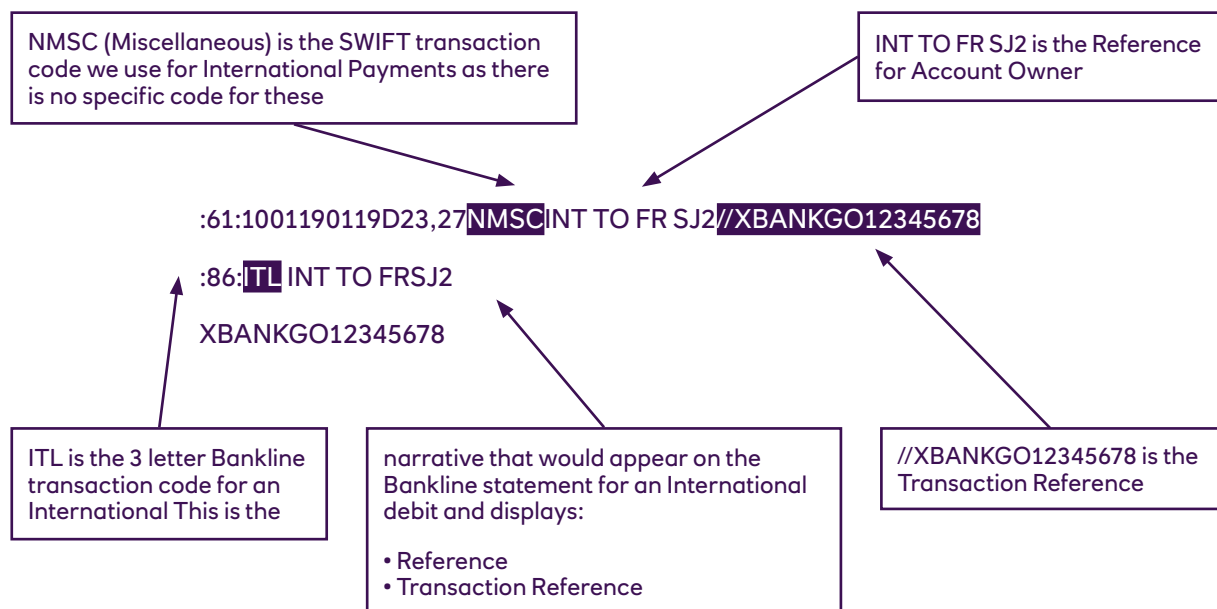 NMSC (Miscellaneous) is the SWIFT transaction
code we use for International Payments as there
is no specific code for these
INT TO FR SJ2 is the Reference
for Account Owner
:61:1001190119D23,27NMSCINT TO FR SJ2//XBANKGO12345678
:86:ITL INT TO FRSJ2
XBANKGO12345678
ITL is the 3 letter Bankline
transaction code for an
International This is the
narrative that would appear on the
Bankline statement for an International
debit and displays:
• Reference
• Transaction Reference
//XBANKGO12345678 is the
Transaction Reference